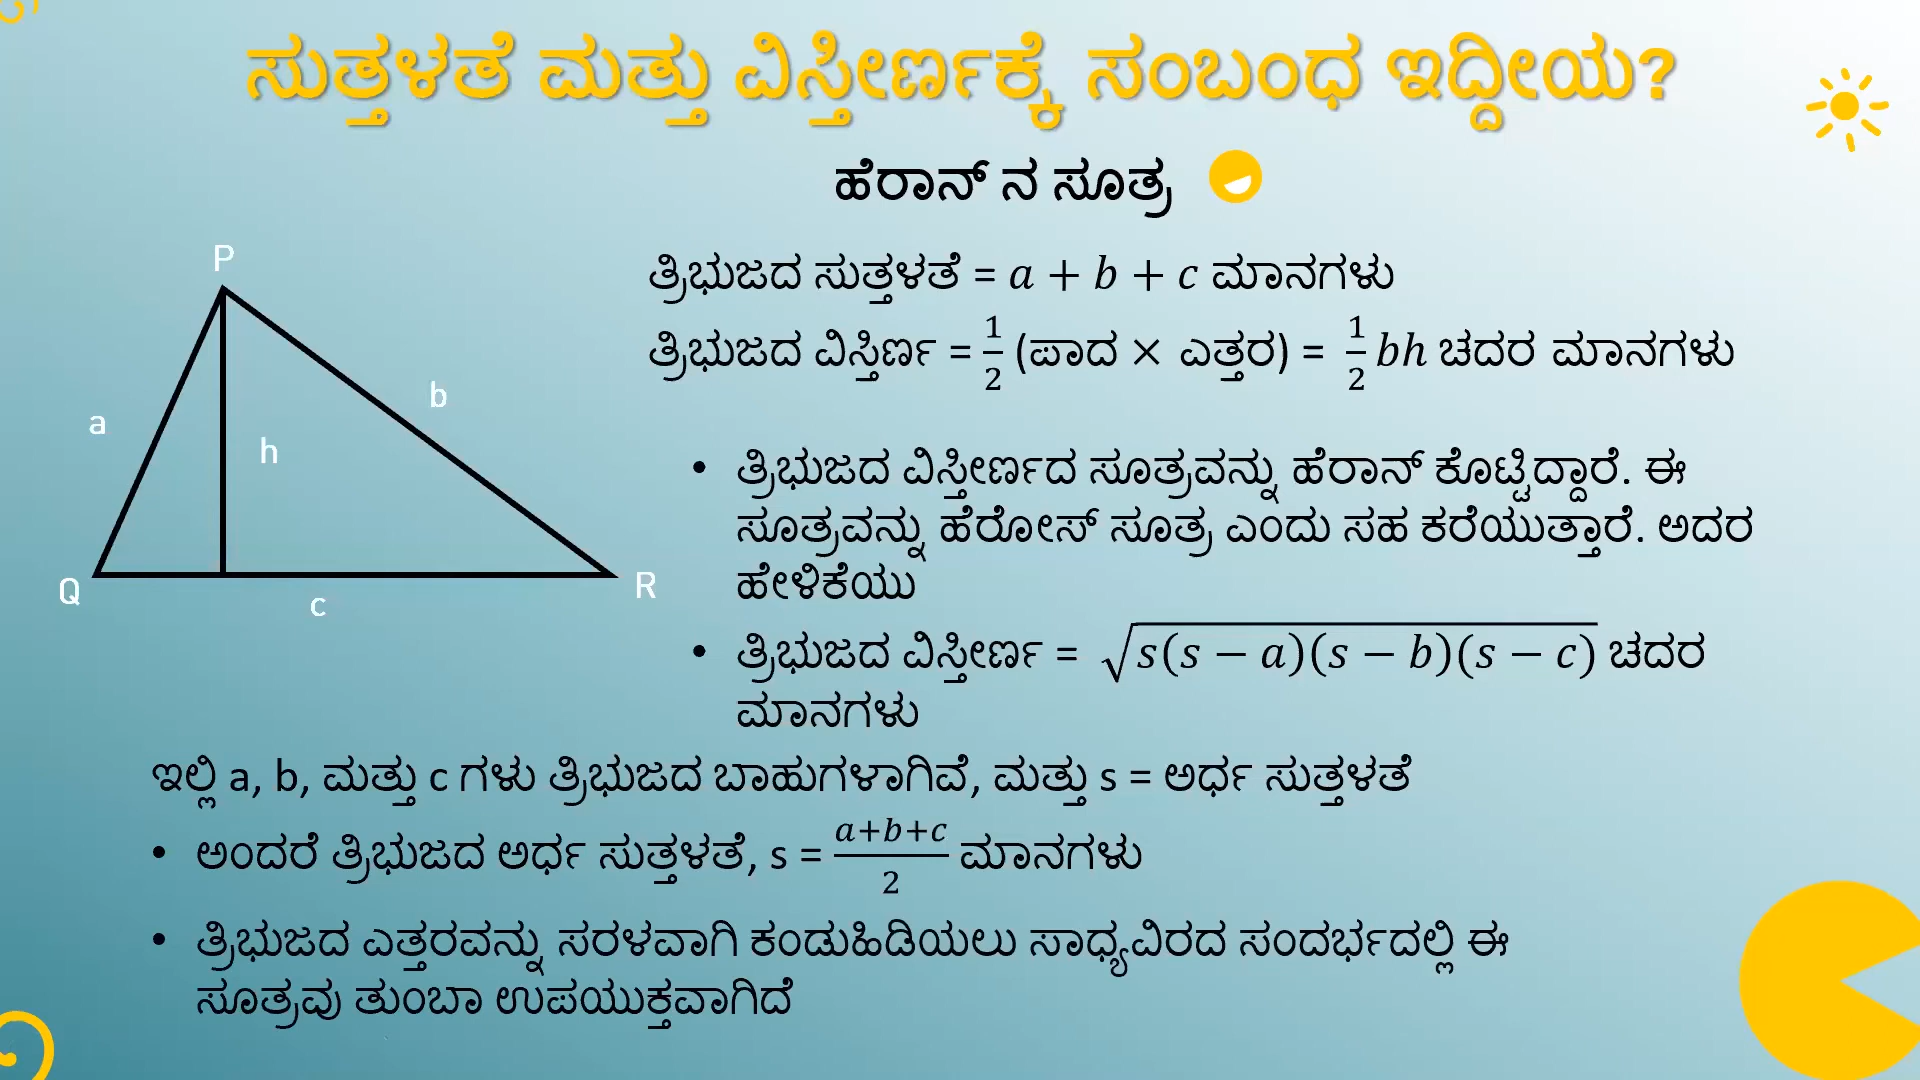 ಸುತ್ತಳತೆ ಮತ್ತು ವಿಸ್ತೀರ್ಣಕ್ಕೆ ಸಂಬಂಧ ಇದ್ದೀಯ?
ಹೆರಾನ್ ನ ಸೂತ್ರ
ತ್ರಿಭುಜದ ಸುತ್ತಳತೆ = a + b + c ಮಾನಗಳು
ತ್ರಿಭುಜದ ವಿಸ್ತಿರ್ಣ = 1/2 (ಪಾದ × ಎತ್ತರ) = 1/2 bh ಚದರ ಮಾನಗಳು
P
a
b
h
Q
R
c
• ತ್ರಿಭುಜದ ವಿಸ್ತೀರ್ಣದ ಸೂತ್ರವನ್ನು ಹೆರಾನ್ ಕೊಟ್ಟಿದ್ದಾರೆ. ಈ
ಸೂತ್ರವನ್ನು ಹೆರೋಸ್ ಸೂತ್ರ ಎಂದು ಸಹ ಕರೆಯುತ್ತಾರೆ. ಅದರ
ಹೇಳಿಕೆಯು
• ತ್ರಿಭುಜದ ವಿಸ್ತೀರ್ಣ = √s(s − a)(s − b)(s − c) ಚದರ
ಮಾನಗಳು
ಇಲ್ಲಿ a, b, ಮತ್ತು c ಗಳು ತ್ರಿಭುಜದ ಬಾಹುಗಳಾಗಿವೆ, ಮತ್ತು s = ಅರ್ಧ ಸುತ್ತಳತೆ
• ಅಂದರೆ ತ್ರಿಭುಜದ ಅರ್ಧ ಸುತ್ತಳತೆ, s = a+b+c/2 ಮಾನಗಳು
• ತ್ರಿಭುಜದ ಎತ್ತರವನ್ನು ಸರಳವಾಗಿ ಕಂಡುಹಿಡಿಯಲು ಸಾಧ್ಯವಿರದ ಸಂದರ್ಭದಲ್ಲಿ ಈ
ಸೂತ್ರವು ತುಂಬಾ ಉಪಯುಕ್ತವಾಗಿದೆ